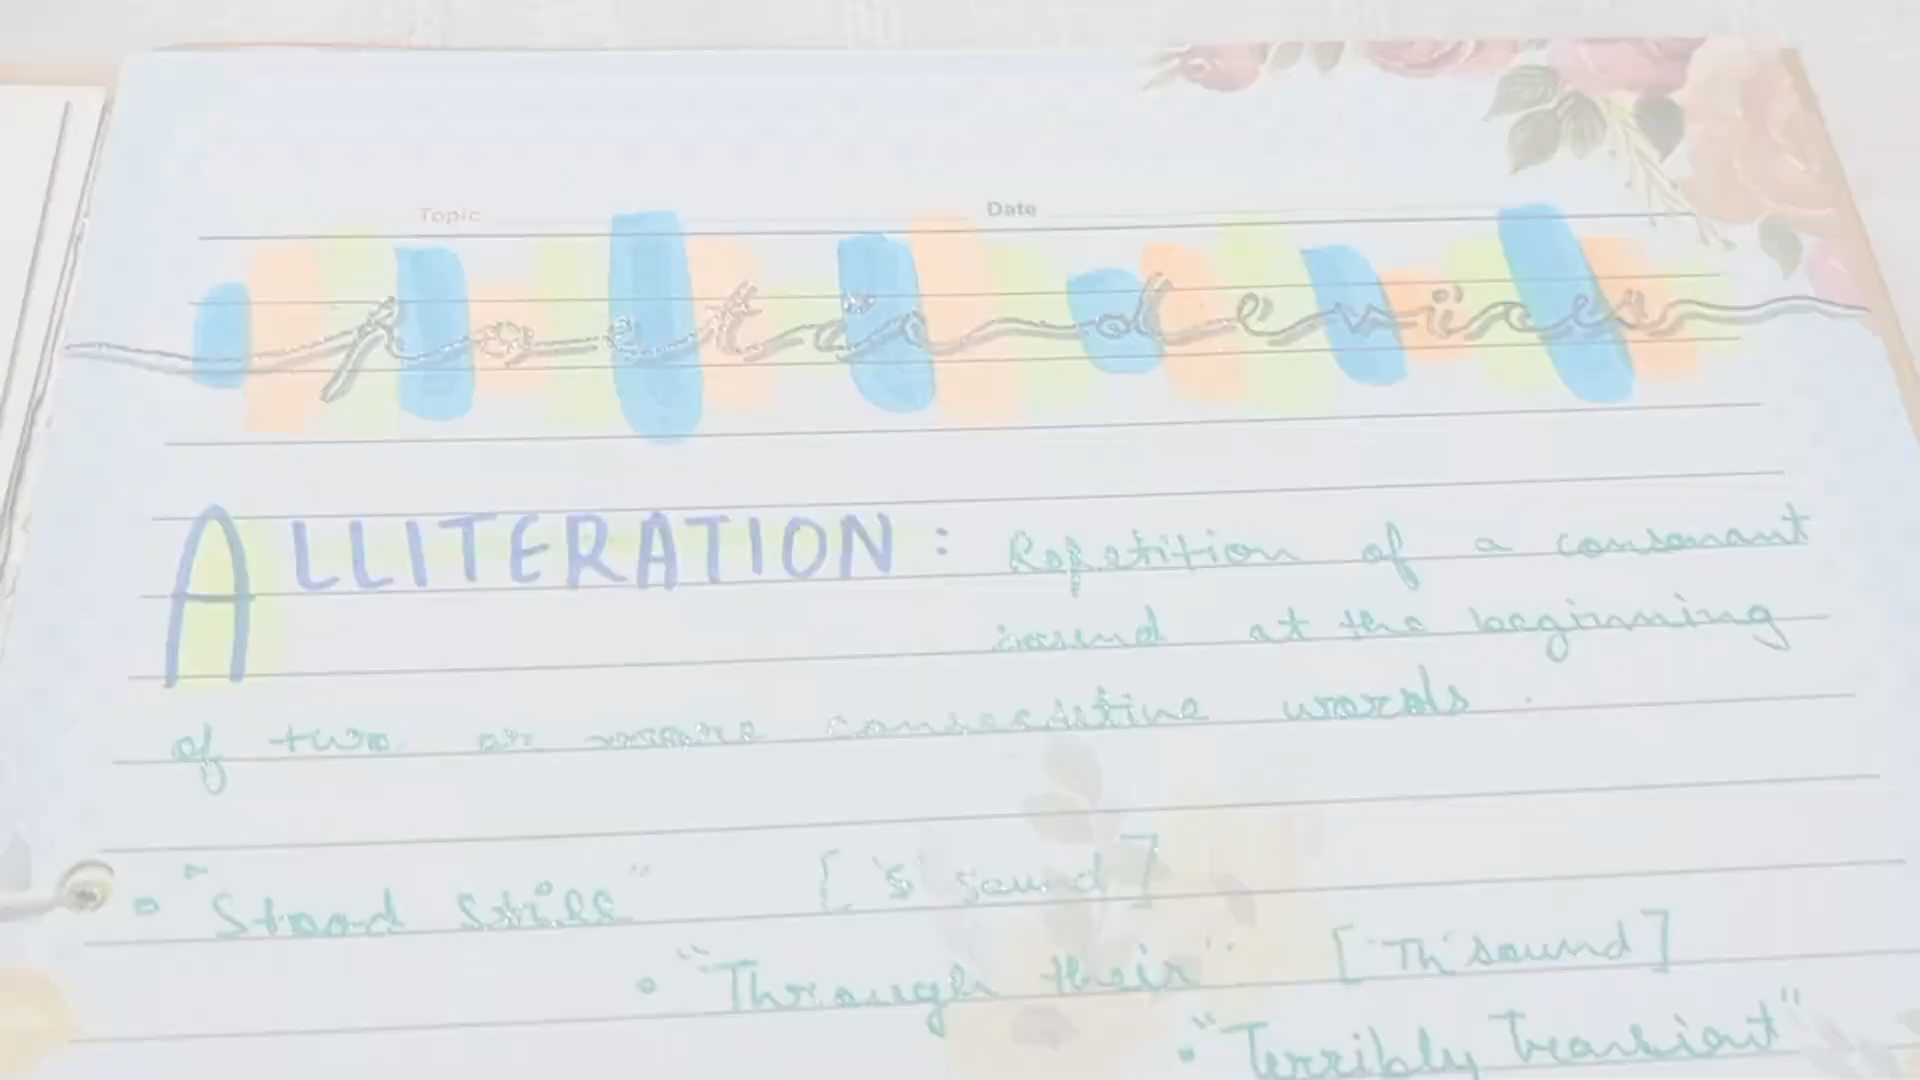 Topic Date
poetic devices
ALLITERATION : Repetition of a consonant
sound at the beginning
of two or more consecutive words .
• "Stood still" ['s' sound]
• "Through their" ['Th' sound]
• "Terribly Transient"